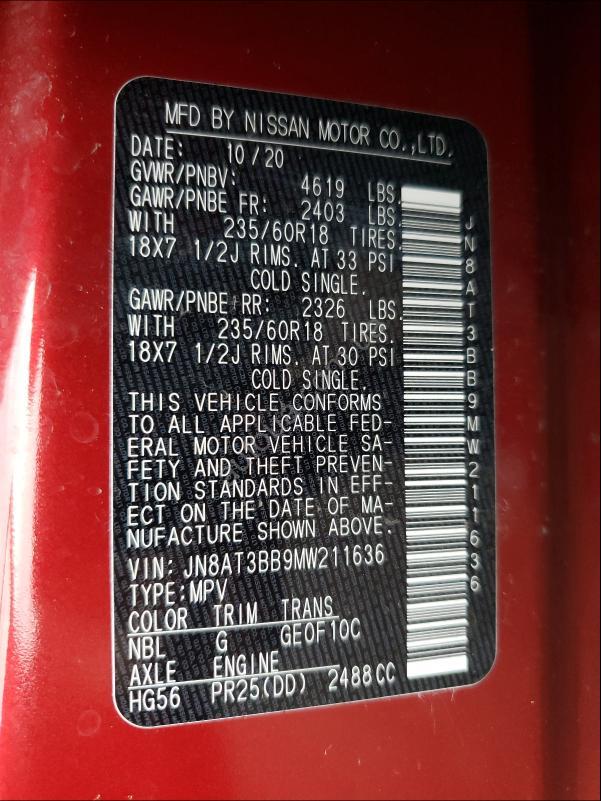 MFD BY NISSAN MOTOR CO.,LTD.
DATE: 10/20
GVWR/PNBV: 4619 LBS.
GAWR/PNBE FR: 2403 LBS.
WITH 235/60R18 TIRES.
18X7 1/2J RIMS. AT 33 PSI
COLD SINGLE.
GAWR/PNBE RR: 2326 LBS.
WITH 235/60R18 TIRES.
18X7 1/2J RIMS. AT 30 PSI
COLD SINGLE.
THIS VEHICLE CONFORMS
TO ALL APPLICABLE FED-
ERAL MOTOR VEHICLE SA-
FETY AND THEFT PREVEN-
TION STANDARDS IN EFF-
ECT ON THE DATE OF MA-
NUFACTURE SHOWN ABOVE.
VIN: JN8AT3BB9MW211636
TYPE:MPV
COLOR TRIM TRANS
NBL G GE0F10C
AXLE ENGINE
HG56 PR25(DD) 2488CC
JN8AT3BB9MW211636